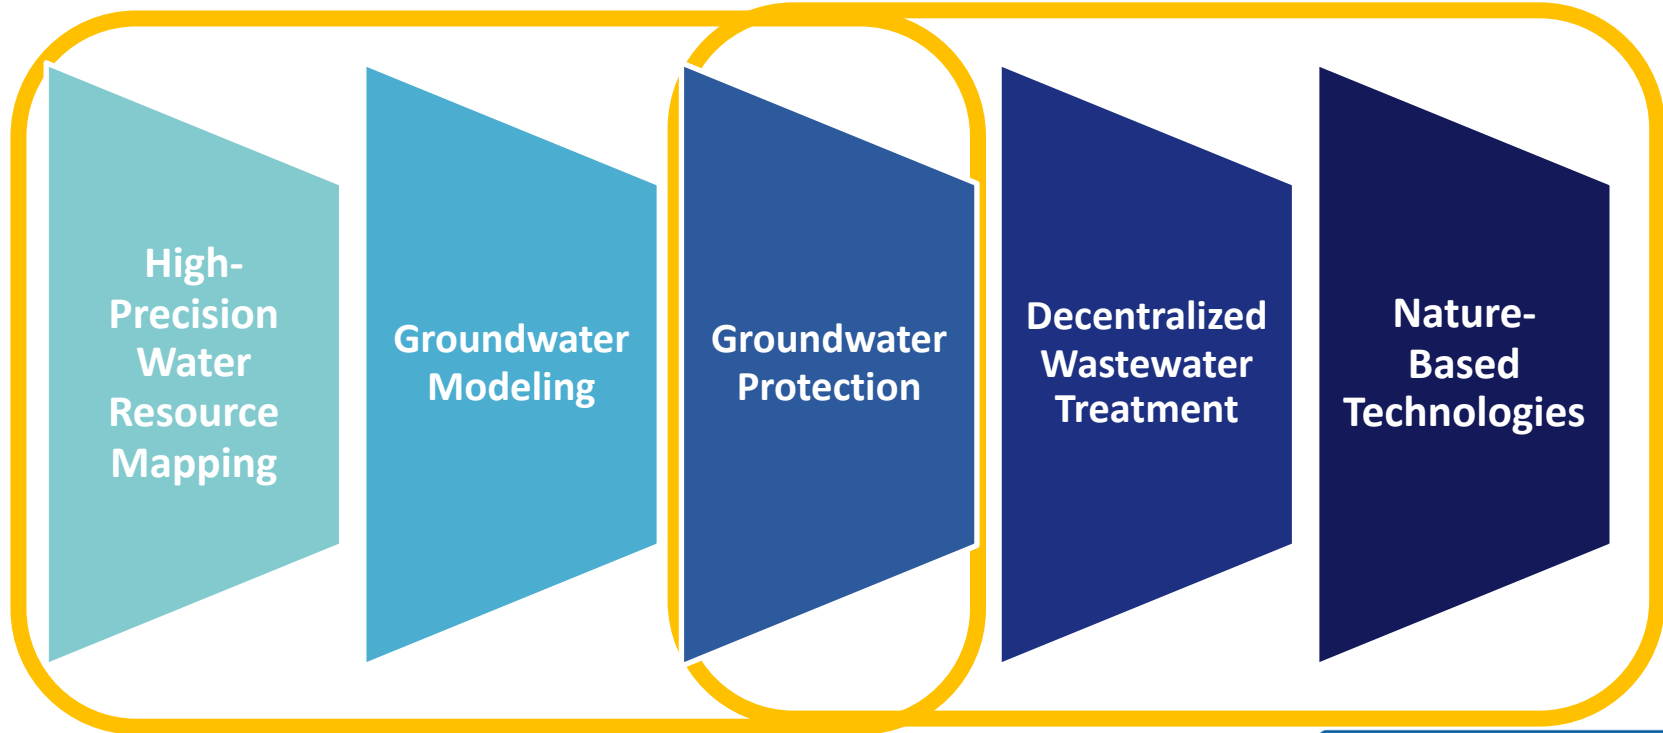 High-
Precision
Water
Resource
Mapping
Groundwater
Modeling
Groundwater
Protection
Decentralized
Wastewater
Treatment
Nature-
Based
Technologies